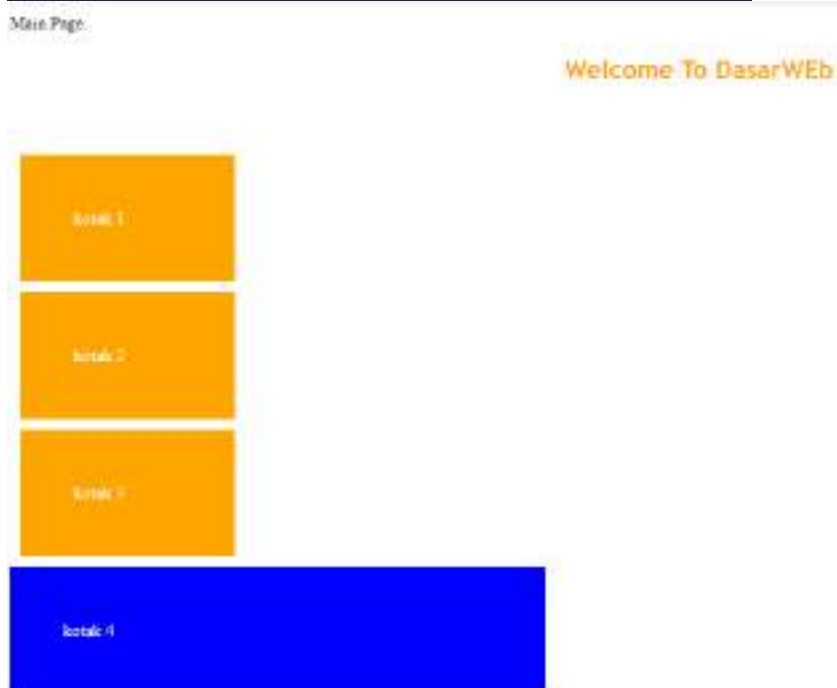 Main Page
Welcome To DasarWEb
kotak 1
kotak 2
kotak 3
kotak 4